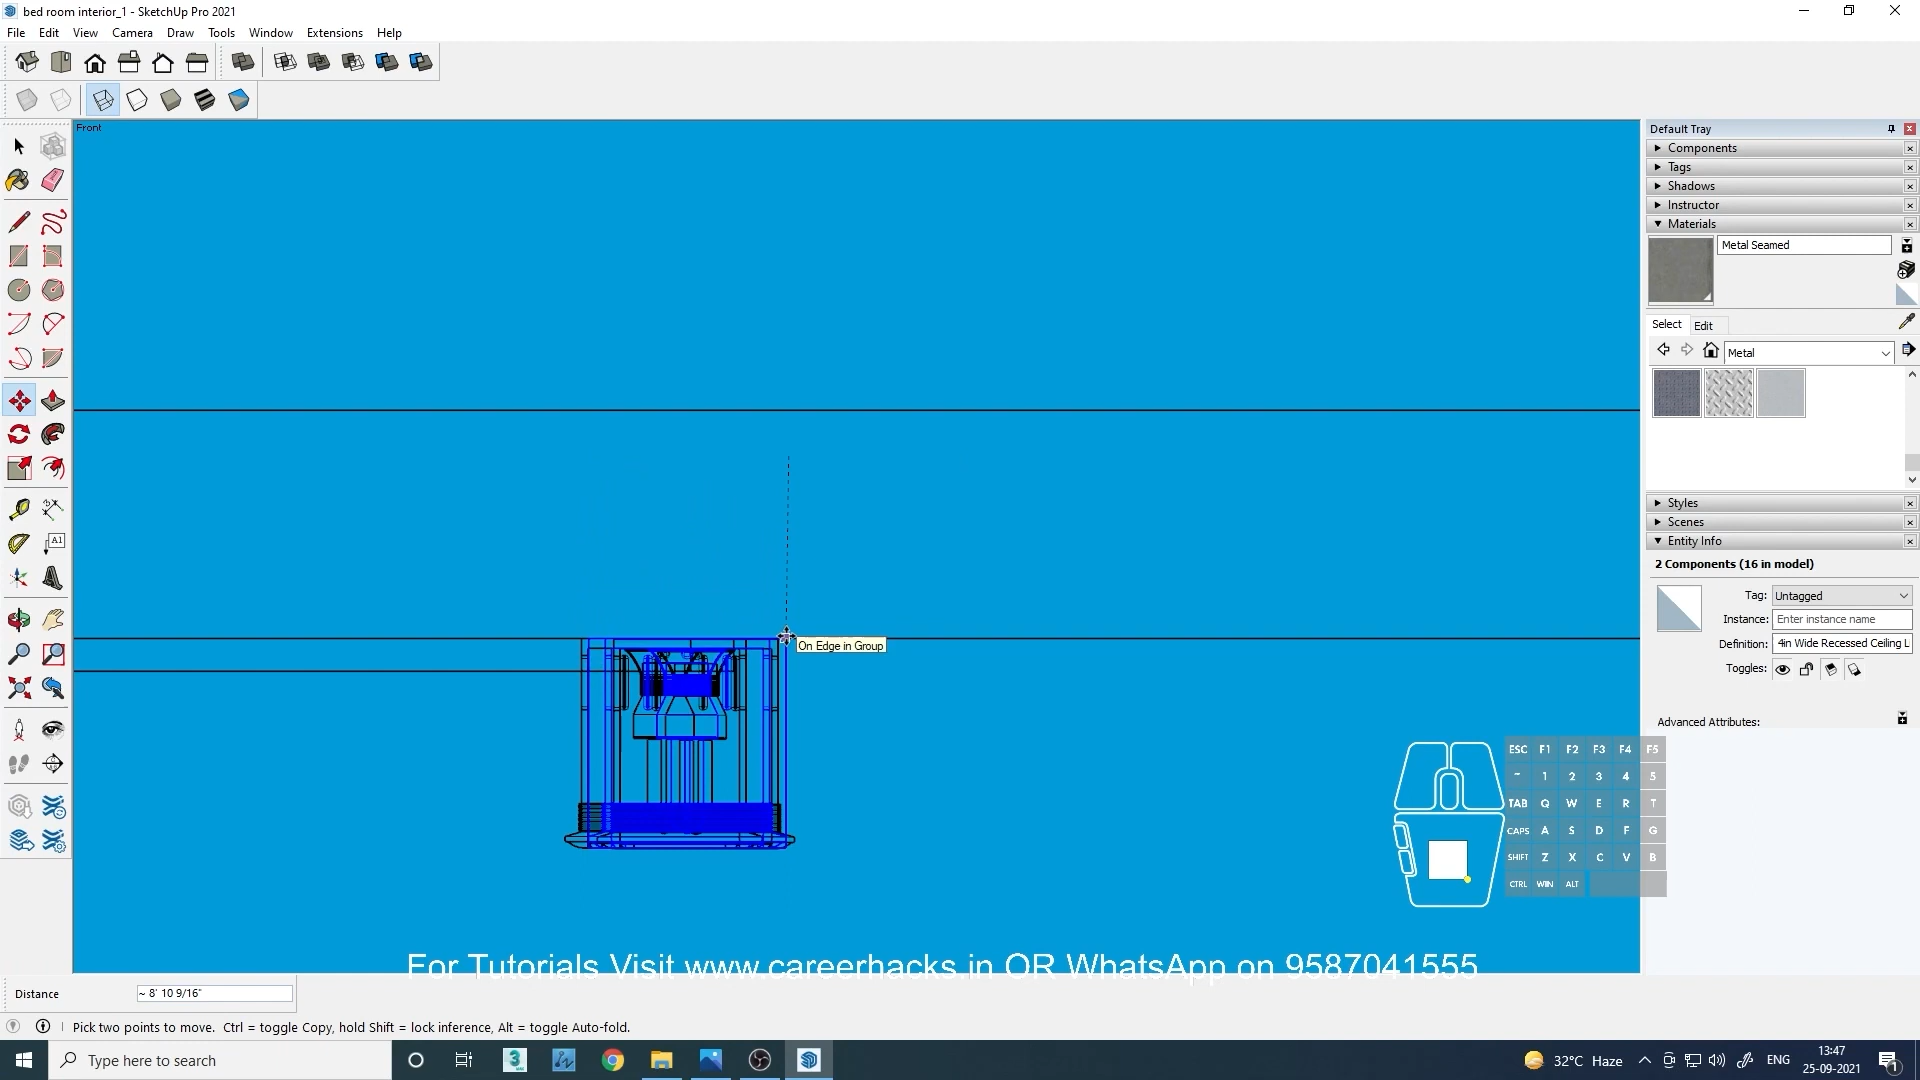 bed room interior_1 - SketchUp Pro 2021
File Edit View Camera Draw Tools Window Extensions Help
Front
Default Tray
Components
Tags
Shadows
Instructor
Materials
Metal Seamed
Select Edit
Metal
Styles
Scenes
Entity Info
2 Components (16 in model)
Tag: Untagged
Instance: Enter instance name
Definition: 4in Wide Recessed Ceiling L
Toggles:
Advanced Attributes:
On Edge in Group
A1
ESC F1 F2 F3 F4 F5
~ 1 2 3 4 5
TAB Q W E R T
CAPS A S D F G
SHIFT Z X C V B
CTRL WIN ALT
For Tutorials Visit www.careerhacks.in OR WhatsApp on 9587041555
Distance ~ 8' 10 9/16"
Pick two points to move. Ctrl = toggle Copy, hold Shift = lock inference, Alt = toggle Auto-fold.
Type here to search
3
32°C Haze
ENG
13:47
25-09-2021
1